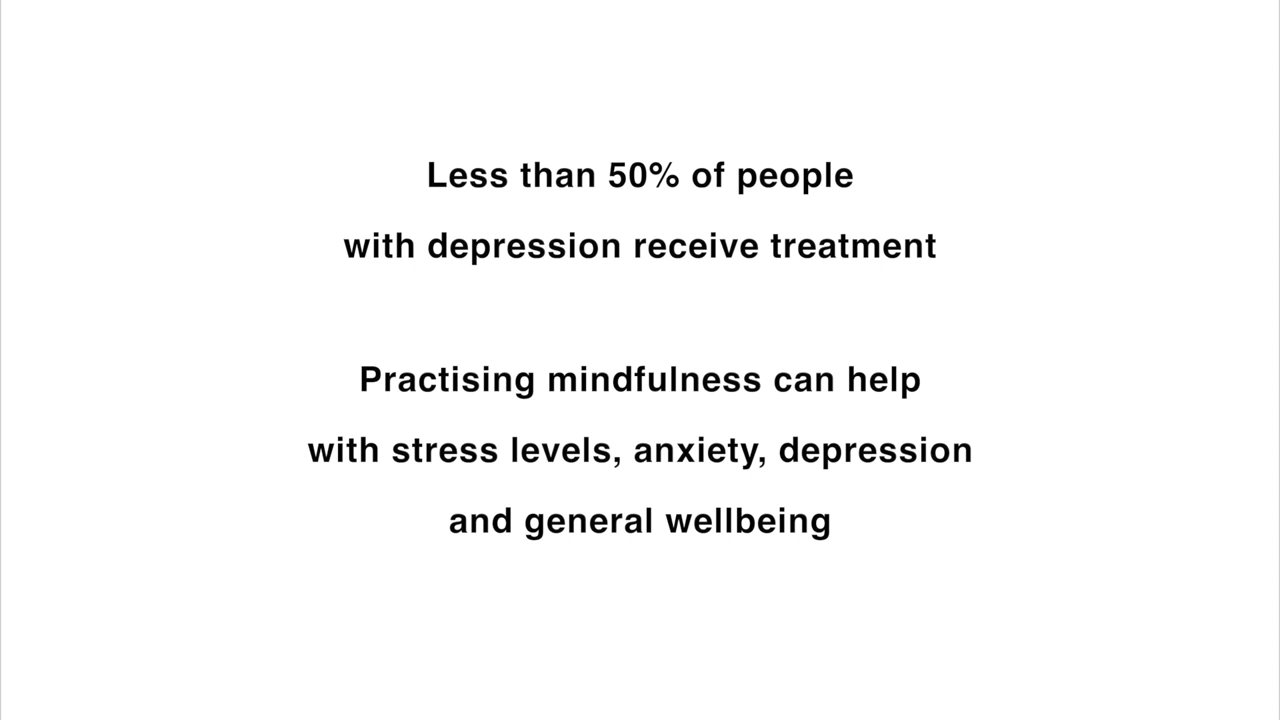 Less than 50% of people
with depression receive treatment
Practising mindfulness can help
with stress levels, anxiety, depression
and general wellbeing